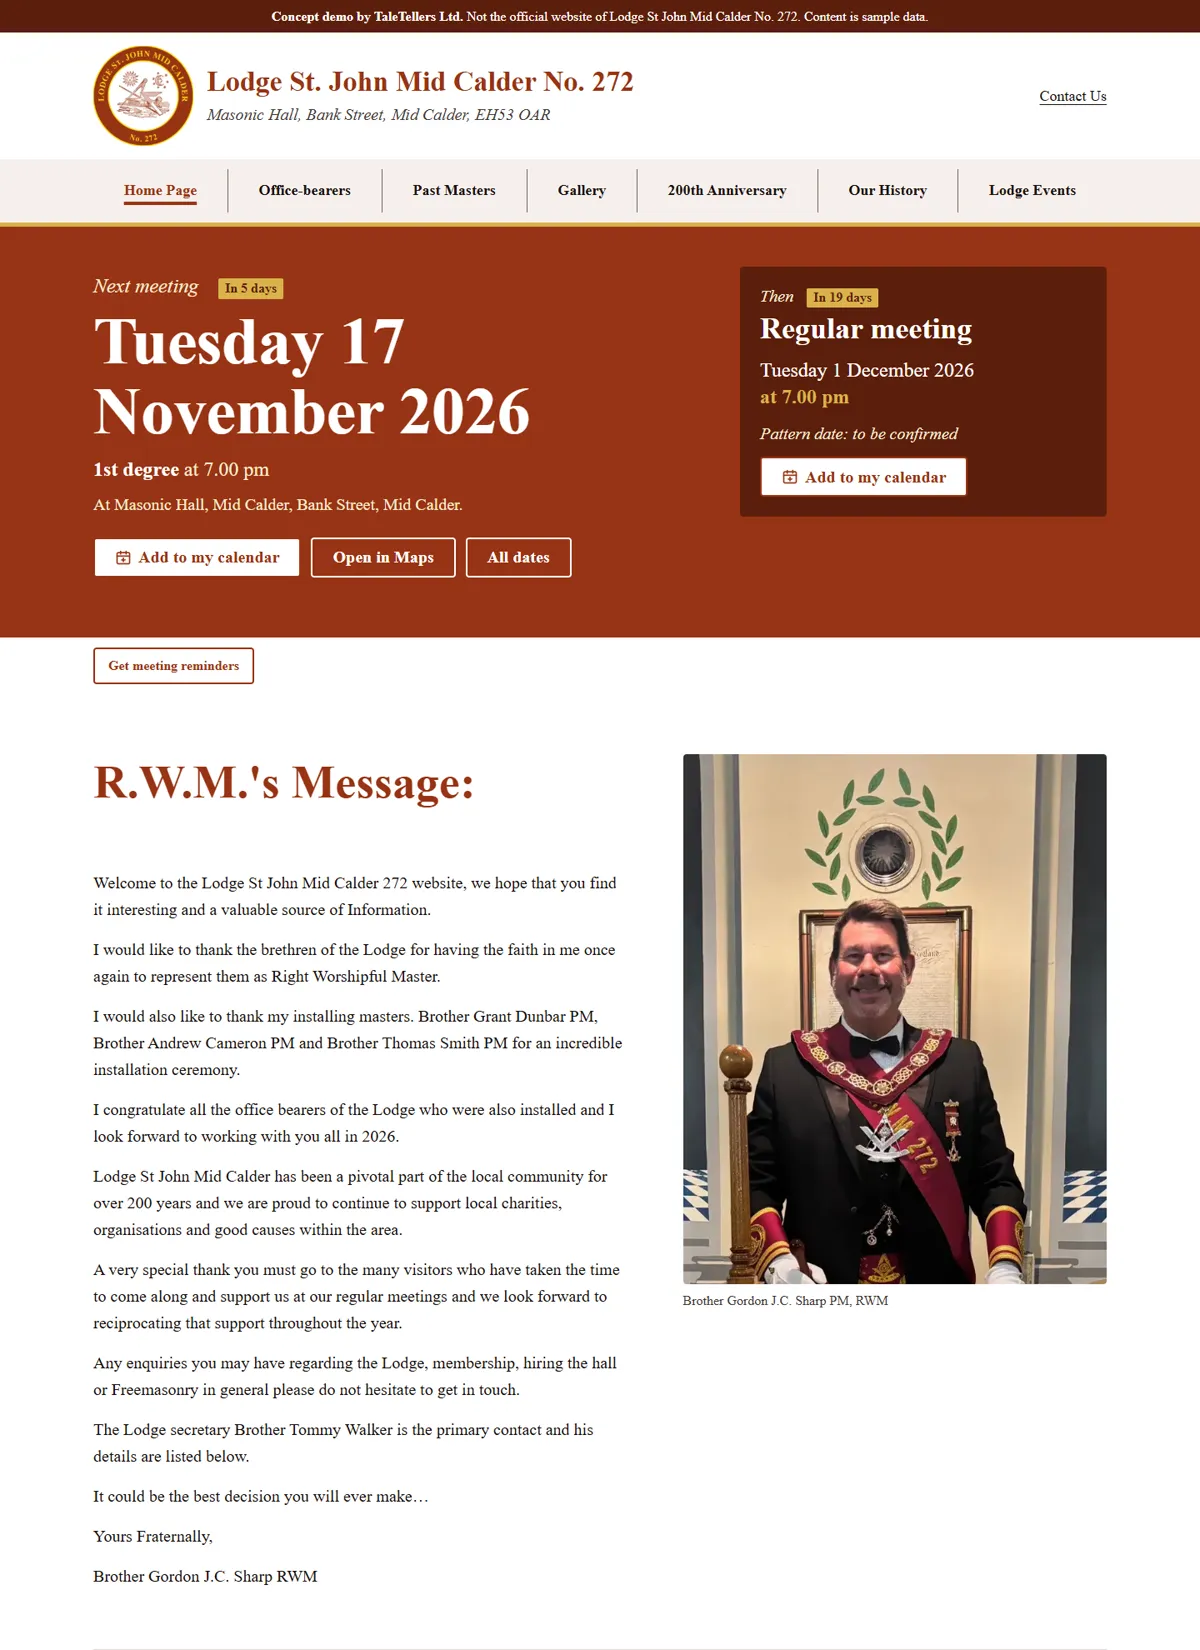 Concept demo by TaleTellers Ltd. Not the official website of Lodge St John Mid Calder No. 272. Content is sample data.
LODGE ST. JOHN MID CALDER
No. 272
Lodge St. John Mid Calder No. 272
Masonic Hall, Bank Street, Mid Calder, EH53 OAR
Contact Us
Home Page
Office-bearers
Past Masters
Gallery
200th Anniversary
Our History
Lodge Events
Next meeting In 5 days
Tuesday 17
November 2026
1st degree at 7.00 pm
At Masonic Hall, Mid Calder, Bank Street, Mid Calder.
Add to my calendar
Open in Maps
All dates
Then In 19 days
Regular meeting
Tuesday 1 December 2026
at 7.00 pm
Pattern date: to be confirmed
Add to my calendar
Get meeting reminders
R.W.M.'s Message:
Welcome to the Lodge St John Mid Calder 272 website, we hope that you find
it interesting and a valuable source of Information.
I would like to thank the brethren of the Lodge for having the faith in me once
again to represent them as Right Worshipful Master.
I would also like to thank my installing masters. Brother Grant Dunbar PM,
Brother Andrew Cameron PM and Brother Thomas Smith PM for an incredible
installation ceremony.
I congratulate all the office bearers of the Lodge who were also installed and I
look forward to working with you all in 2026.
Lodge St John Mid Calder has been a pivotal part of the local community for
over 200 years and we are proud to continue to support local charities,
organisations and good causes within the area.
A very special thank you must go to the many visitors who have taken the time
to come along and support us at our regular meetings and we look forward to
reciprocating that support throughout the year.
Any enquiries you may have regarding the Lodge, membership, hiring the hall
or Freemasonry in general please do not hesitate to get in touch.
The Lodge secretary Brother Tommy Walker is the primary contact and his
details are listed below.
It could be the best decision you will ever make…
Yours Fraternally,
Brother Gordon J.C. Sharp RWM
272
Brother Gordon J.C. Sharp PM, RWM